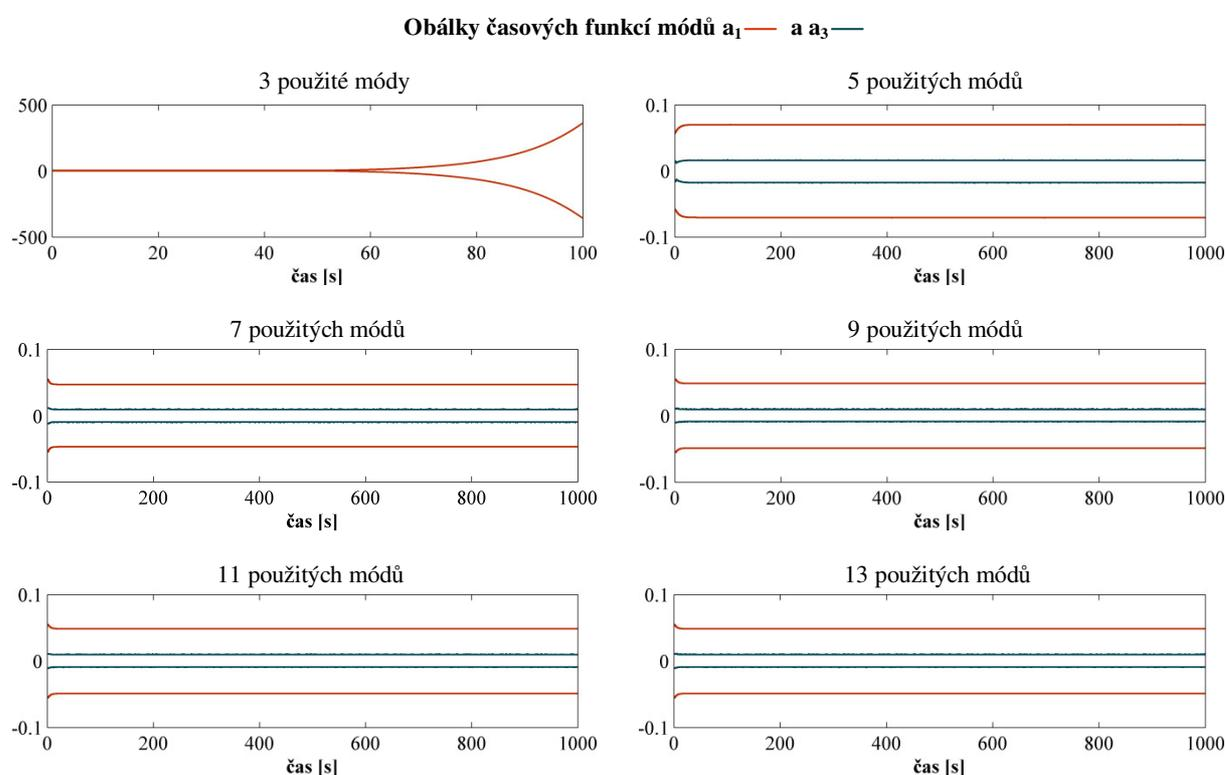 Obálky časových funkcí módů a₁ a a₃
3 použité módy
5 použitých módů
500
0
-500
0 20 40 60 80 100
čas [s]
0.1
0
-0.1
0 200 400 600 800 1000
čas [s]
7 použitých módů
9 použitých módů
0.1
0
-0.1
0 200 400 600 800 1000
čas [s]
0.1
0
-0.1
0 200 400 600 800 1000
čas [s]
11 použitých módů
13 použitých módů
0.1
0
-0.1
0 200 400 600 800 1000
čas [s]
0.1
0
-0.1
0 200 400 600 800 1000
čas [s]